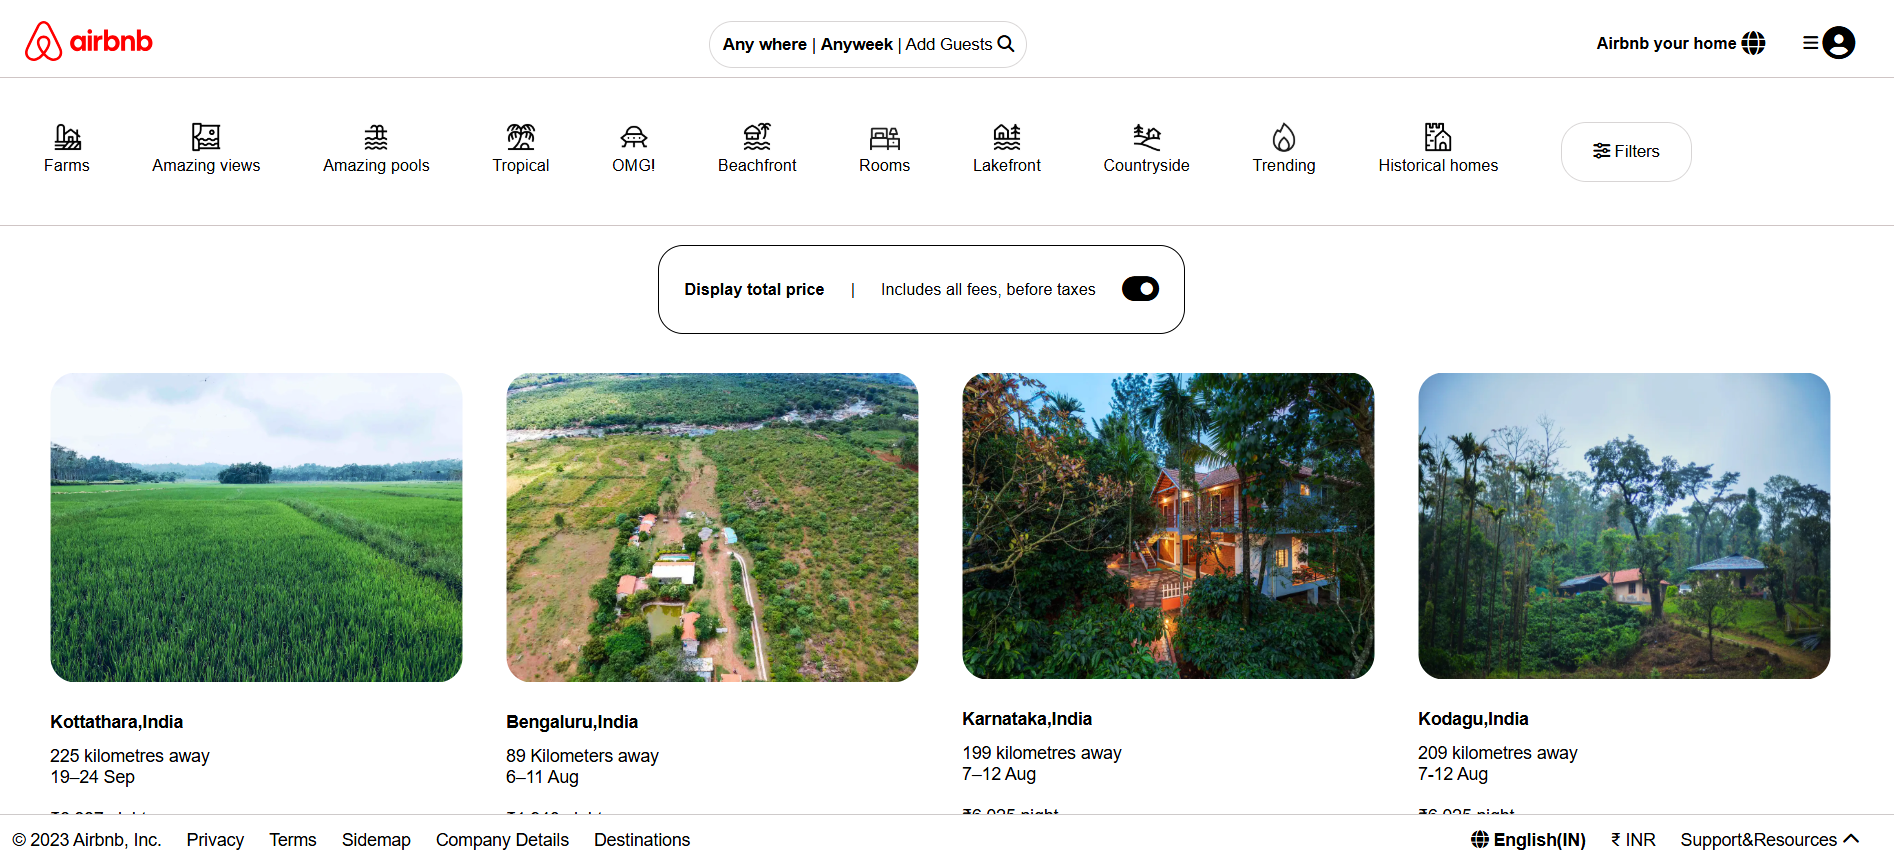 airbnb
Any where | Anyweek | Add Guests
Airbnb your home
Farms
Amazing views
Amazing pools
Tropical
OMG!
Beachfront
Rooms
Lakefront
Countryside
Trending
Historical homes
Filters
Display total price | Includes all fees, before taxes
Kottathara,India
225 kilometres away
19–24 Sep
Bengaluru,India
89 Kilometers away
6–11 Aug
Karnataka,India
199 kilometres away
7–12 Aug
₹6,025 night
Kodagu,India
209 kilometres away
7-12 Aug
₹6,025 night
© 2023 Airbnb, Inc.
Privacy
Terms
Sidemap
Company Details
Destinations
English(IN)
₹ INR
Support&Resources